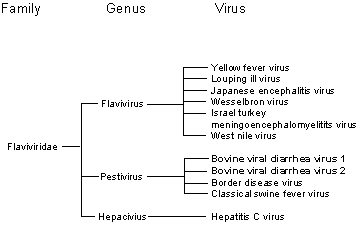 Family Genus Virus
Yellow fever virus
Louping ill virus
Japanese encephalitis virus
Flavivirus
Wesselbron virus
Israel turkey
meningoencephalomyelitits virus
West nile virus
Flaviviridae
Bovine viral diarrhea virus 1
Bovine viral diarrhea virus 2
Pestivirus
Border disease virus
Classical swine fever virus
Hepacivius
Hepatitis C virus